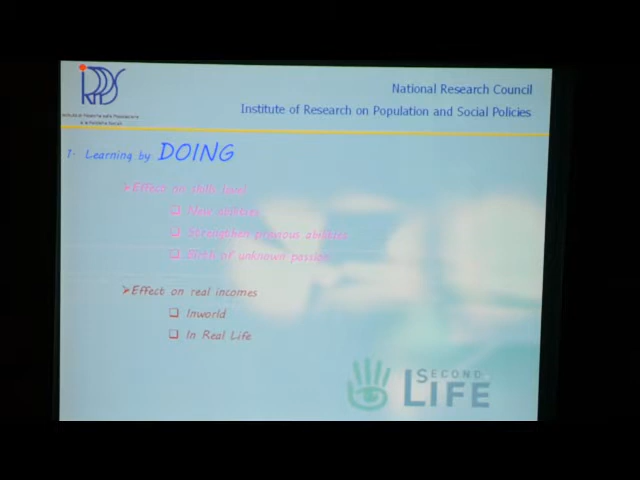 National Research Council
Institute of Research on Population and Social Policies
1. Learning by DOING
➤Effect on skills level
❑ New abilities
❑ Strengthen previous abilities
❑ Birth of unknown passion
➤Effect on real incomes
❑ Inworld
❑ In Real Life
SECOND
LIFE